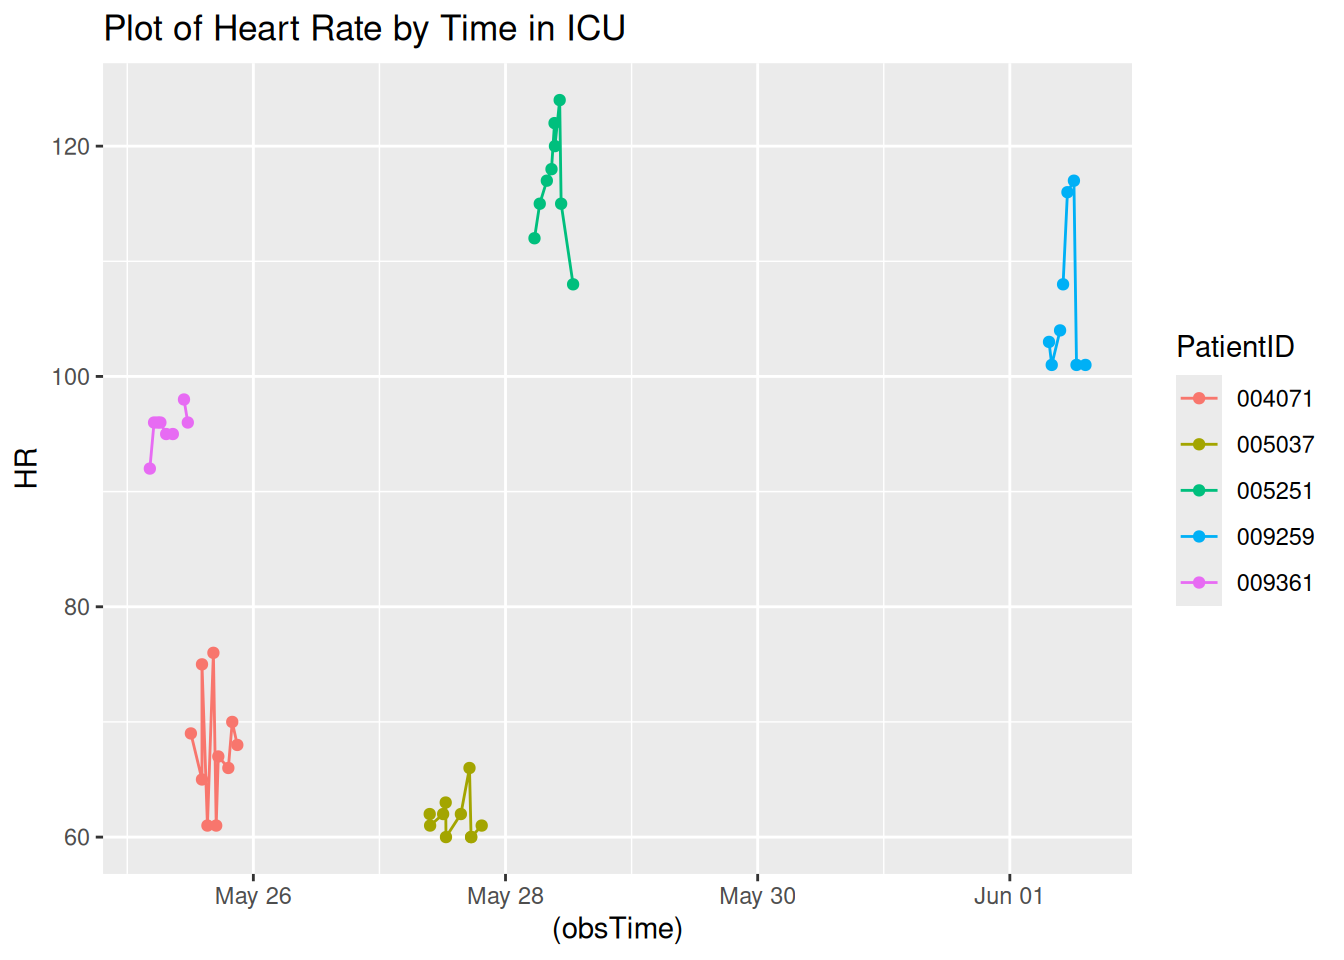 Plot of Heart Rate by Time in ICU
120
100
80
60
HR
May 26
May 28
May 30
Jun 01
(obsTime)
PatientID
004071
005037
005251
009259
009361